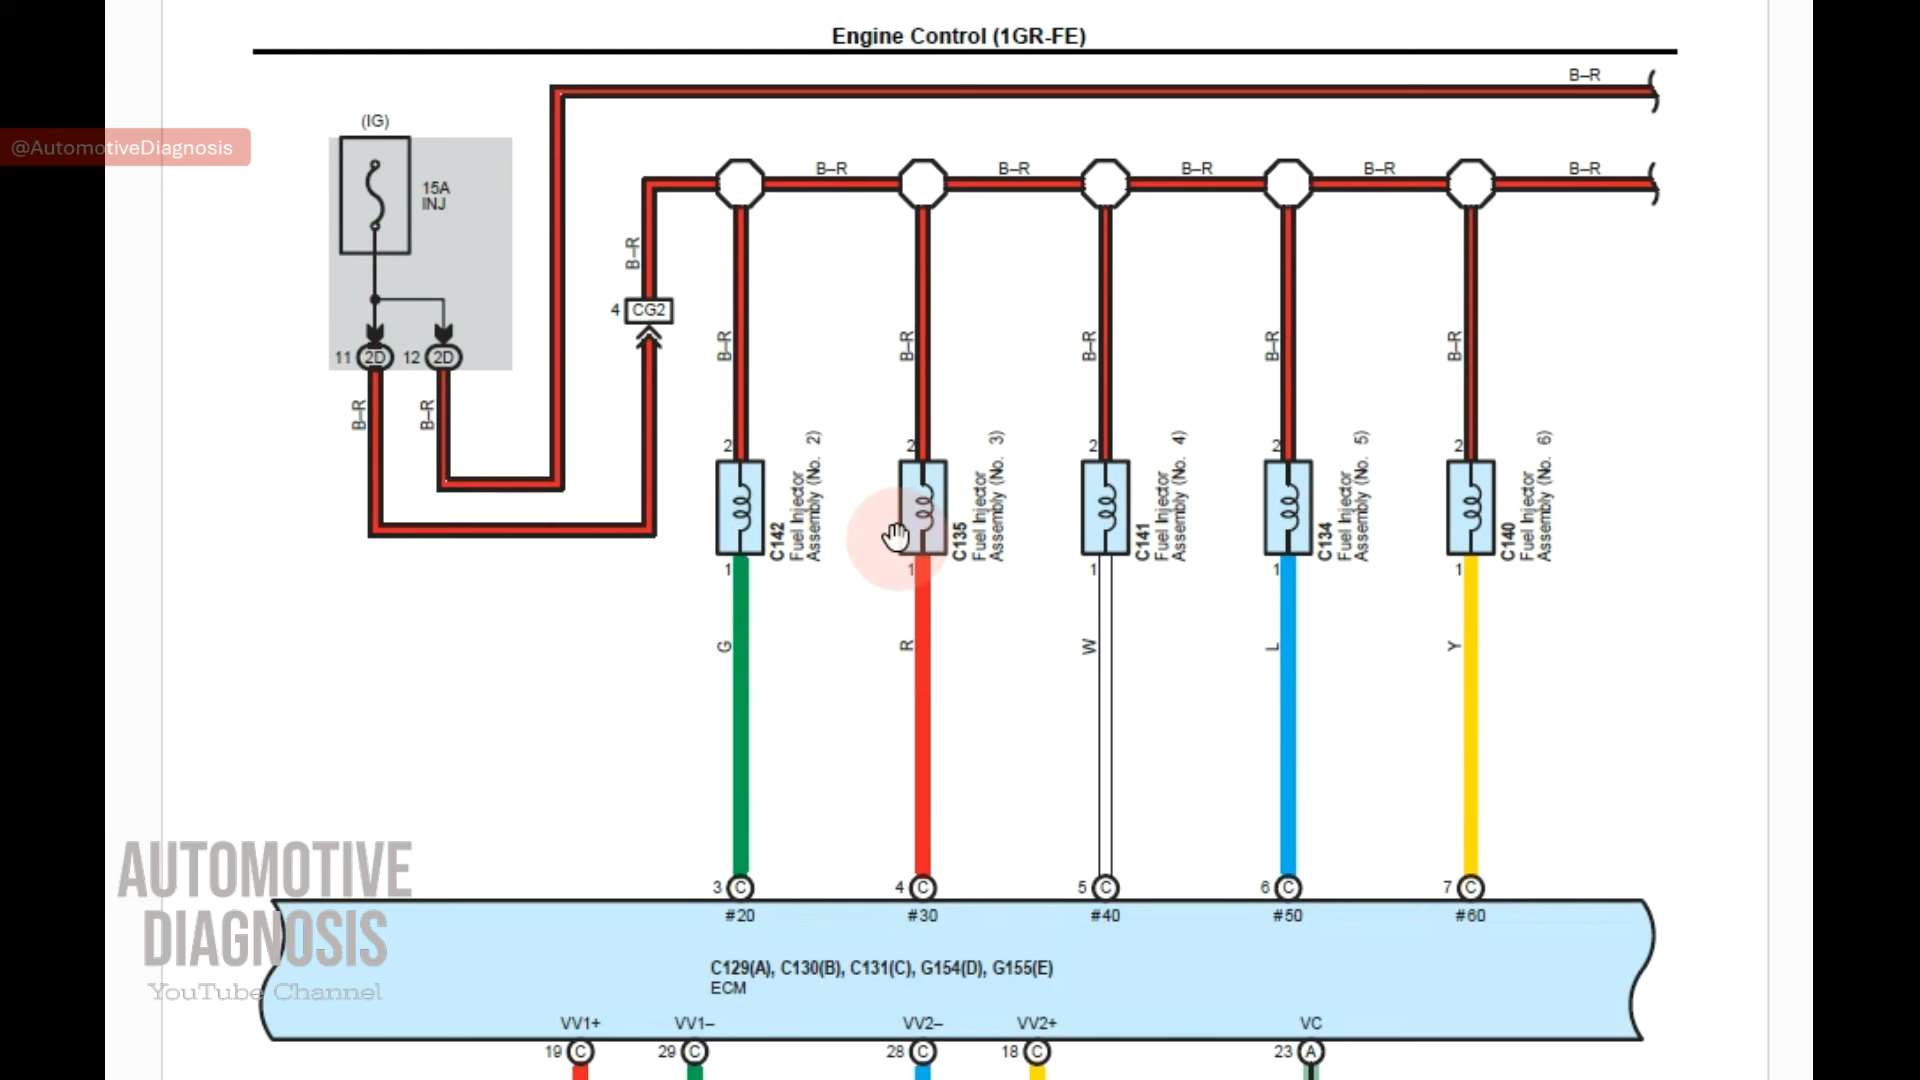 Engine Control (1GR-FE)
B–R
(IG)
@AutomotiveDiagnosis
15A
INJ
B–R
B–R
B–R
B–R
B–R
B–R
4 CG2
11 2D 12 2D
B–R
B–R
B–R
B–R
B–R
B–R
B–R
2
2
2
2
2
C142
Fuel Injector
Assembly (No. 2)
C135
Fuel Injector
Assembly (No. 3)
C141
Fuel Injector
Assembly (No. 4)
C134
Fuel Injector
Assembly (No. 5)
C140
Fuel Injector
Assembly (No. 6)
1
1
1
1
1
G
R
W
L
Y
3 C
4 C
5 C
6 C
7 C
#20
#30
#40
#50
#60
C129(A), C130(B), C131(C), G154(D), G155(E)
ECM
AUTOMOTIVE
DIAGNOSIS
YouTube Channel
VV1+
VV1–
VV2–
VV2+
VC
19 C
29 C
28 C
18 C
23 A